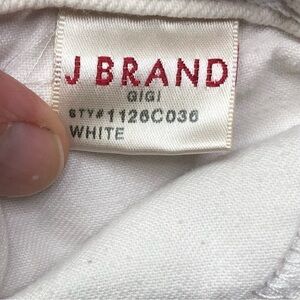 J BRAND
GIGI
STY#1126C036
WHITE